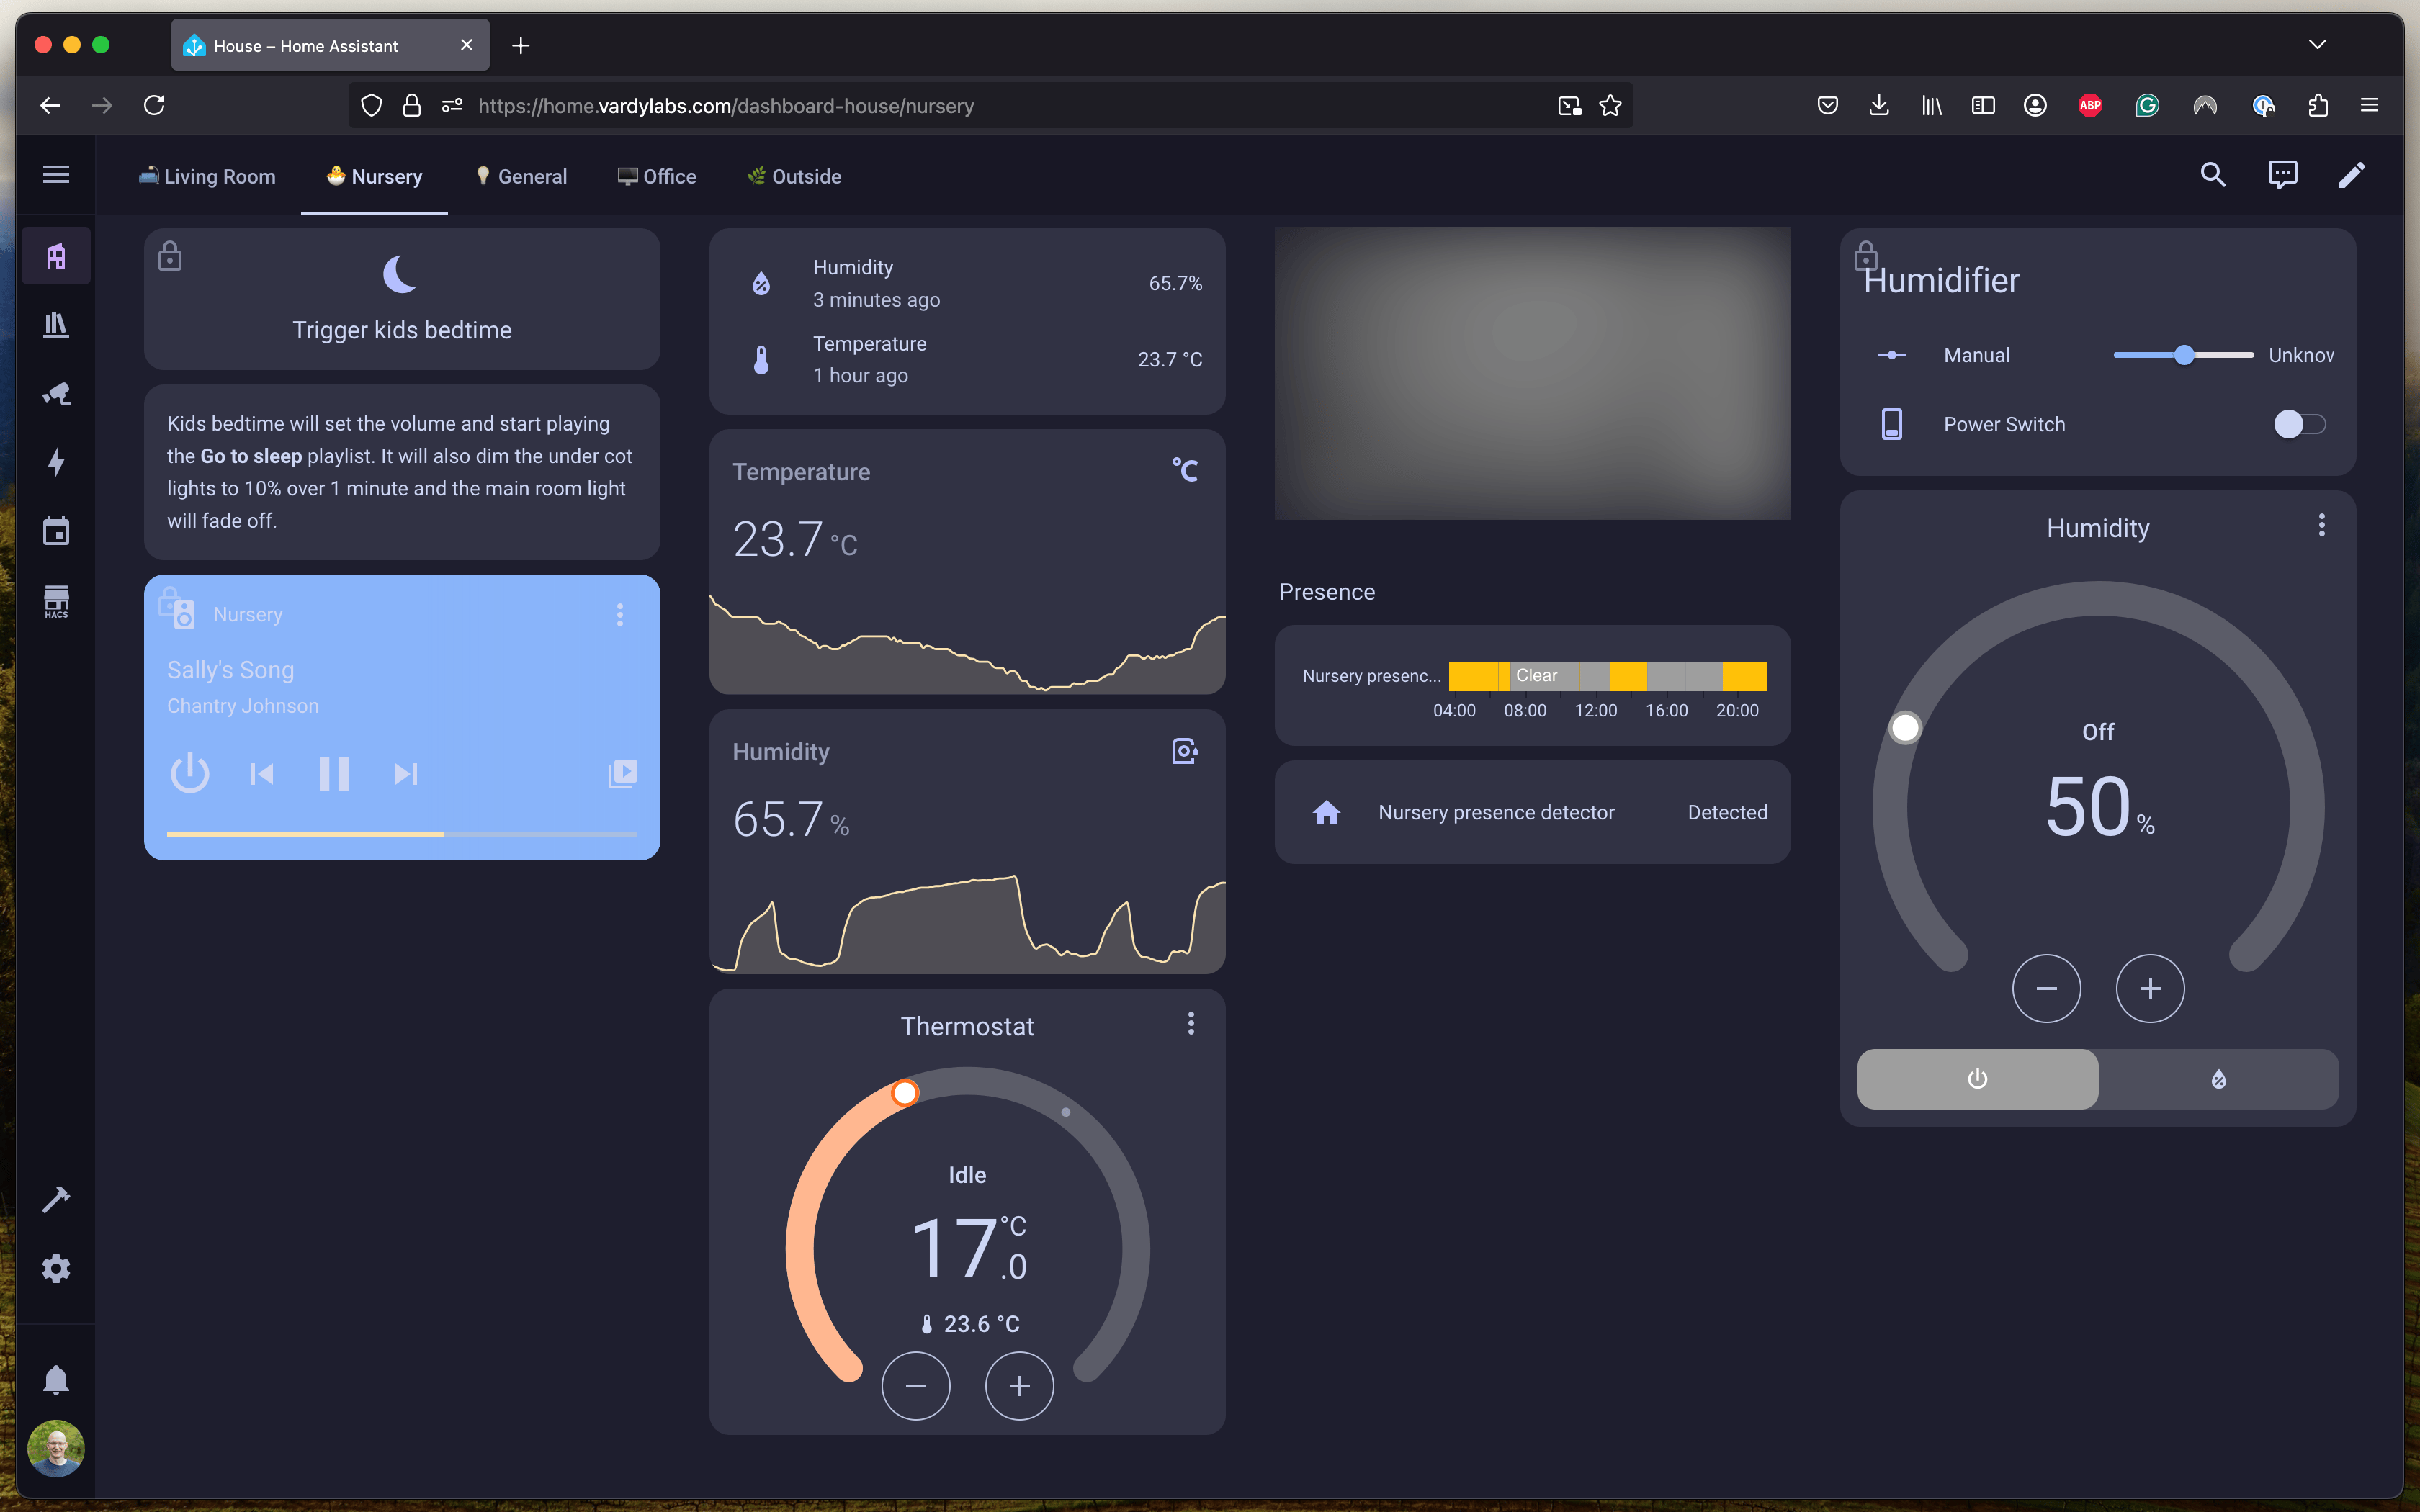 House – Home Assistant
https://home.vardylabs.com/dashboard-house/nursery
ABP
Living Room
Nursery
General
Office
Outside
HACS
Trigger kids bedtime
Kids bedtime will set the volume and start playing
the Go to sleep playlist. It will also dim the under cot
lights to 10% over 1 minute and the main room light
will fade off.
Nursery
Sally's Song
Chantry Johnson
Humidity
3 minutes ago
65.7%
Temperature
1 hour ago
23.7 °C
Temperature
°C
23.7 °C
Humidity
65.7 %
Thermostat
Idle
17.0 °C
23.6 °C
Presence
Nursery presenc...
Clear
04:00 08:00 12:00 16:00 20:00
Nursery presence detector
Detected
Humidifier
Manual
Unknov
Power Switch
Humidity
Off
50 %